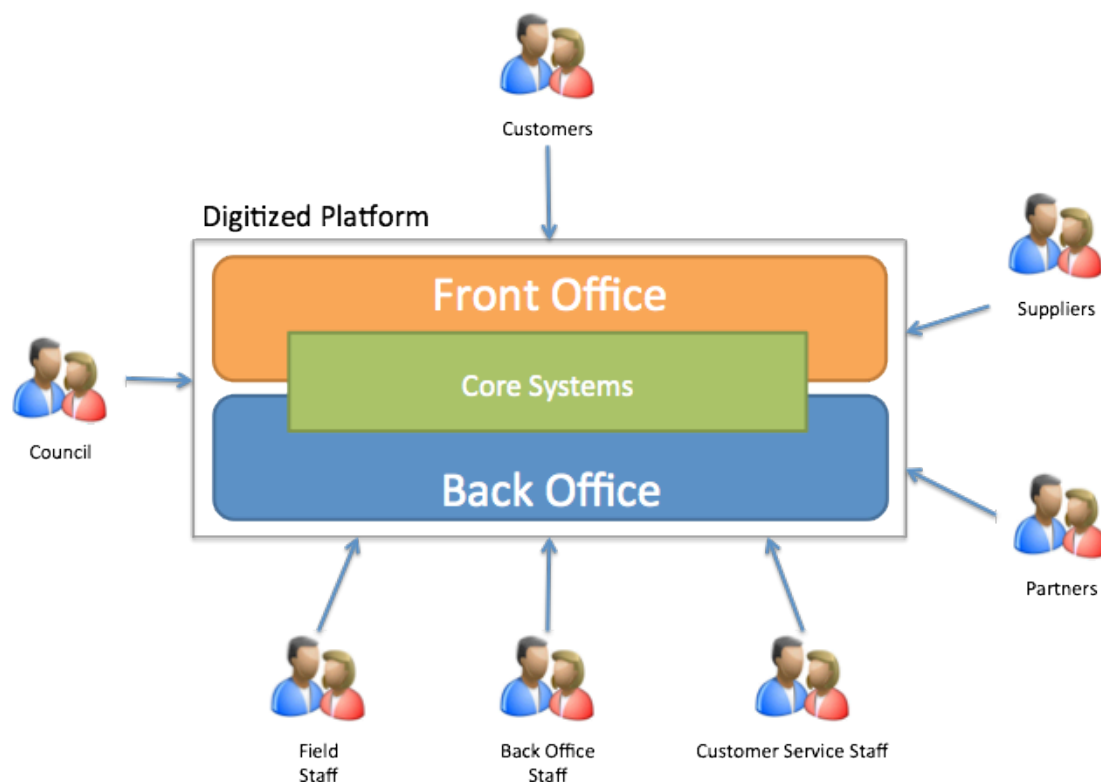 Customers
Digitized Platform
Front Office
Suppliers
Core Systems
Council
Back Office
Partners
Field
Staff
Back Office
Staff
Customer Service Staff